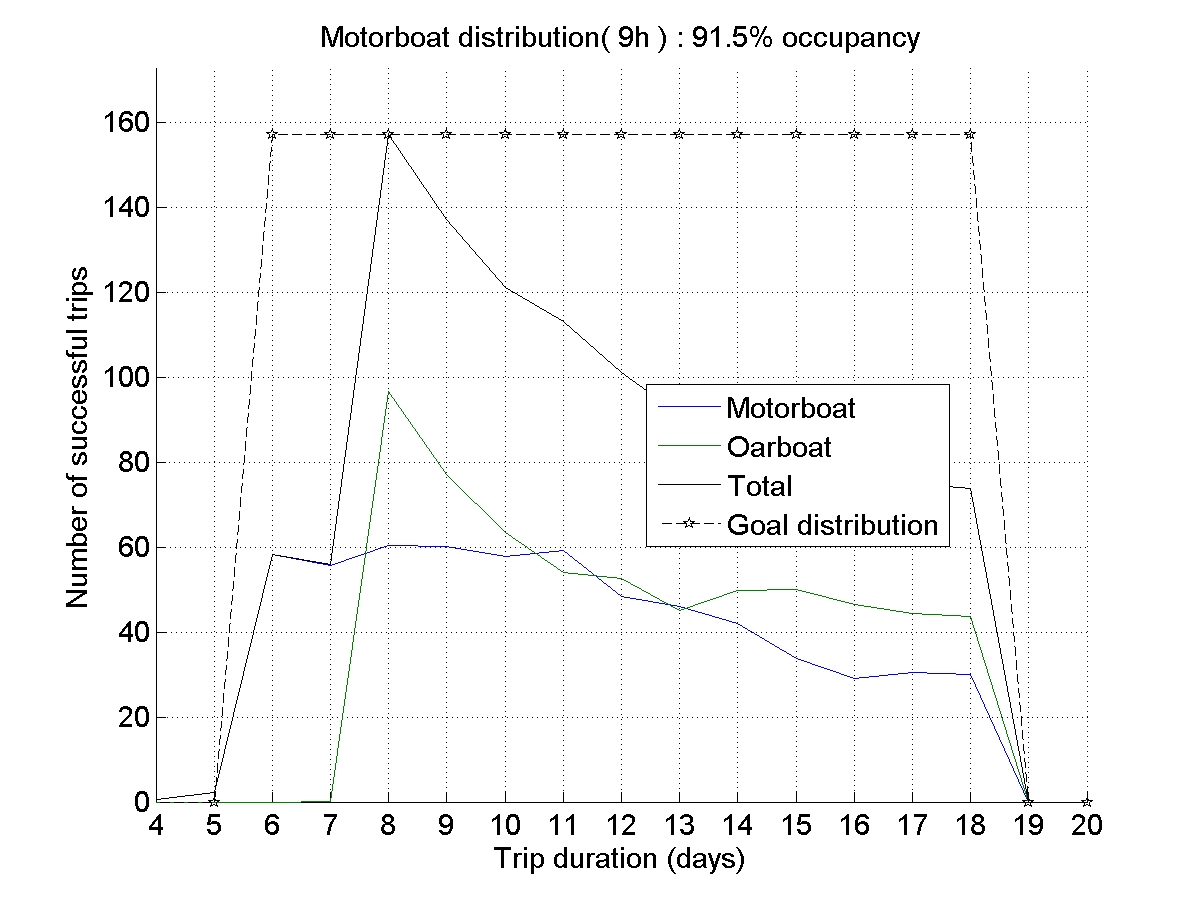 Motorboat distribution( 9h ) : 91.5% occupancy
Number of successful trips
160
140
120
100
80
60
40
20
0
Motorboat
Oarboat
Total
Goal distribution
4 5 6 7 8 9 10 11 12 13 14 15 16 17 18 19 20
Trip duration (days)